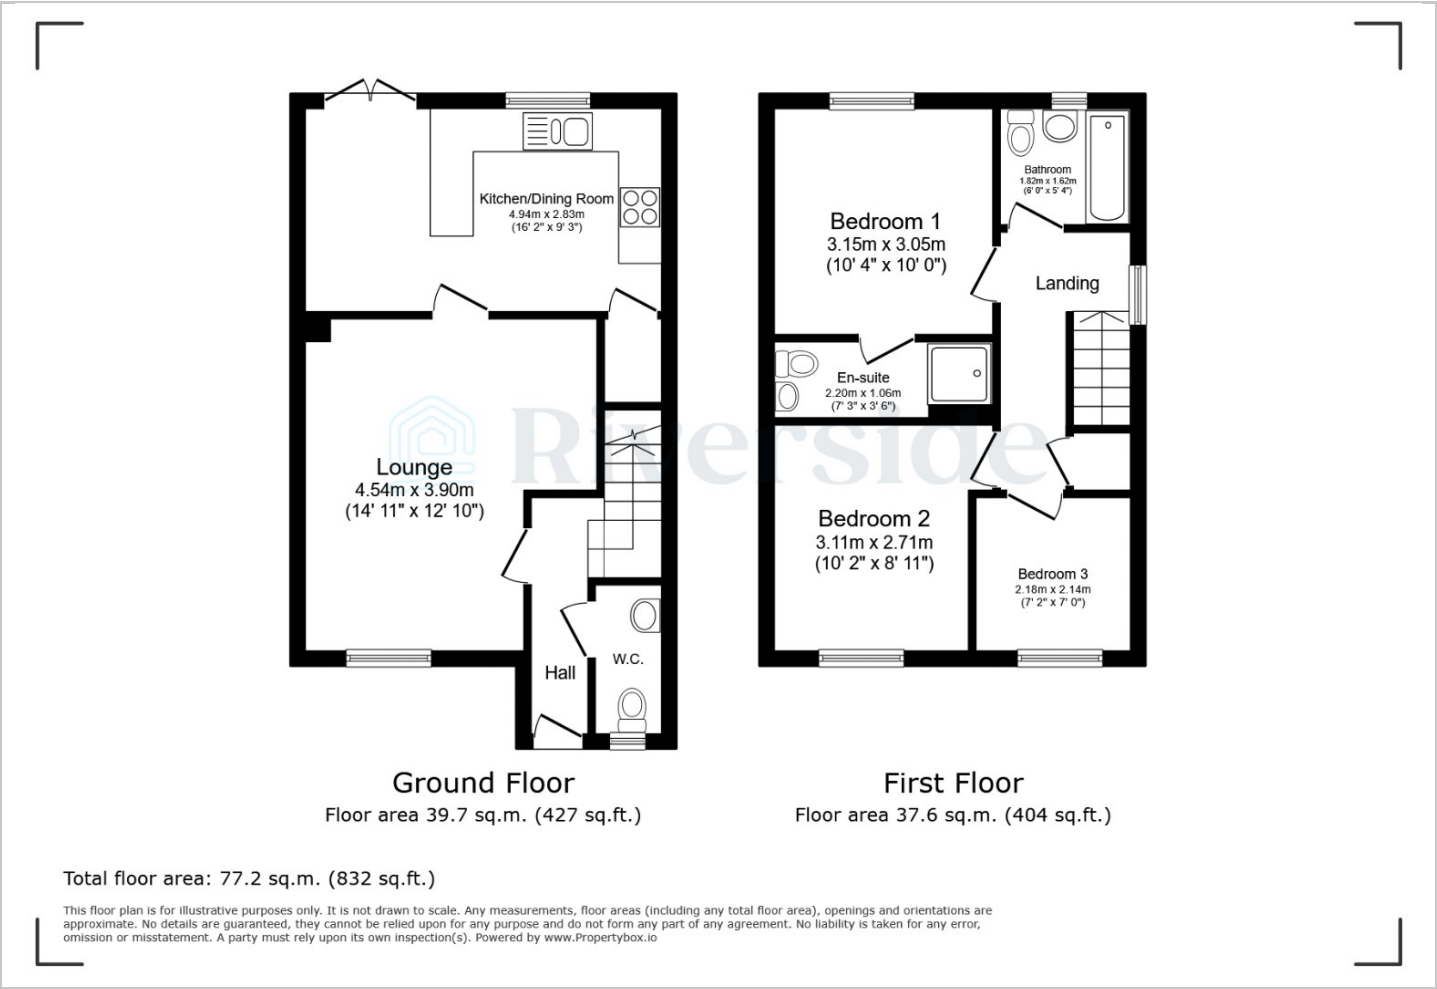 Kitchen/Dining Room
4.94m x 2.83m
(16' 2" x 9' 3")
Lounge
4.54m x 3.90m
(14' 11" x 12' 10")
Hall
W.C.
Bedroom 1
3.15m x 3.05m
(10' 4" x 10' 0")
Bathroom
1.82m x 1.62m
(6' 0" x 5' 4")
Landing
En-suite
2.20m x 1.06m
(7' 3" x 3' 6")
Bedroom 2
3.11m x 2.71m
(10' 2" x 8' 11")
Bedroom 3
2.18m x 2.14m
(7' 2" x 7' 0")
Riverside
Ground Floor
Floor area 39.7 sq.m. (427 sq.ft.)
First Floor
Floor area 37.6 sq.m. (404 sq.ft.)
Total floor area: 77.2 sq.m. (832 sq.ft.)
This floor plan is for illustrative purposes only. It is not drawn to scale. Any measurements, floor areas (including any total floor area), openings and orientations are
approximate. No details are guaranteed, they cannot be relied upon for any purpose and do not form any part of any agreement. No liability is taken for any error,
omission or misstatement. A party must rely upon its own inspection(s). Powered by www.Propertybox.io